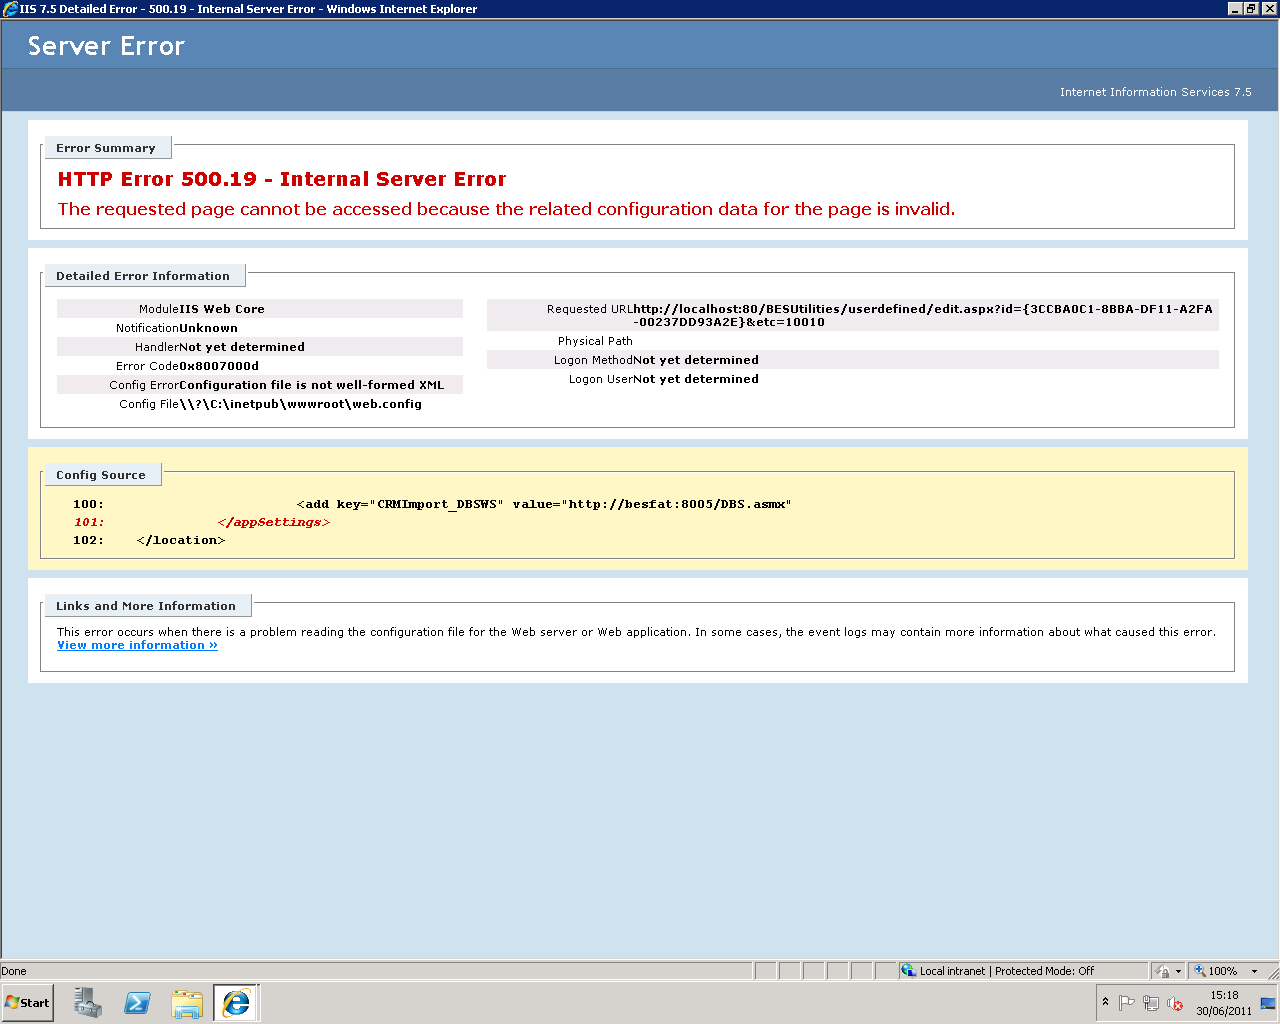 IIS 7.5 Detailed Error - 500.19 - Internal Server Error - Windows Internet Explorer
Server Error
Internet Information Services 7.5
Error Summary
HTTP Error 500.19 - Internal Server Error
The requested page cannot be accessed because the related configuration data for the page is invalid.
Detailed Error Information
Module IIS Web Core
Notification Unknown
Handler Not yet determined
Error Code 0x8007000d
Config Error Configuration file is not well-formed XML
Config File \\?\C:\inetpub\wwwroot\web.config
Requested URL http://localhost:80/BESUtilities/userdefined/edit.aspx?id={3CCBA0C1-8BBA-DF11-A2FA
-00237DD93A2E}&etc=10010
Physical Path
Logon Method Not yet determined
Logon User Not yet determined
Config Source
100: <add key="CRMImport_DBSWS" value="http://besfat:8005/DBS.asmx"
101: </appSettings>
102: </location>
Links and More Information
This error occurs when there is a problem reading the configuration file for the Web server or Web application. In some cases, the event logs may contain more information about what caused this error.
View more information »
Done
Local intranet | Protected Mode: Off
100%
Start
15:18
30/06/2011